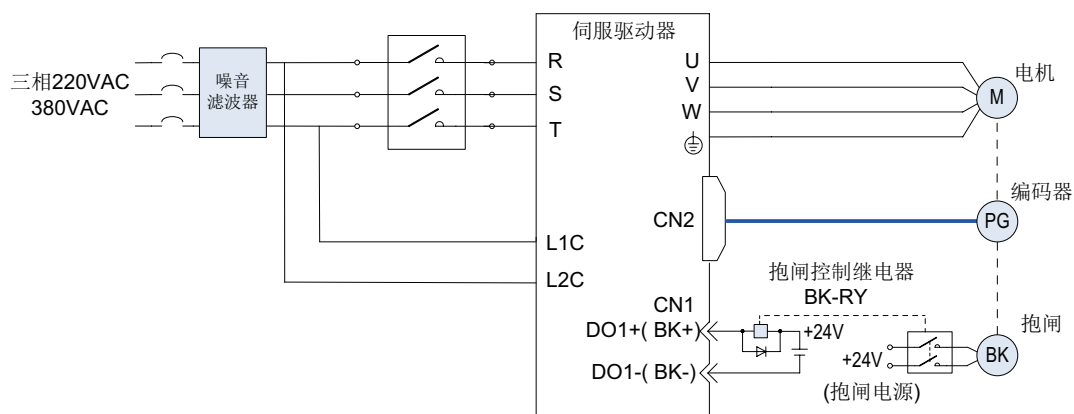 伺服驱动器
三相220VAC
380VAC
噪音
滤波器
R
S
T
L1C
L2C
U
V
W
CN2
CN1
DO1+( BK+)
DO1-( BK-)
电机
M
编码器
PG
抱闸控制继电器
BK-RY
+24V
+24V
(抱闸电源)
抱闸
BK